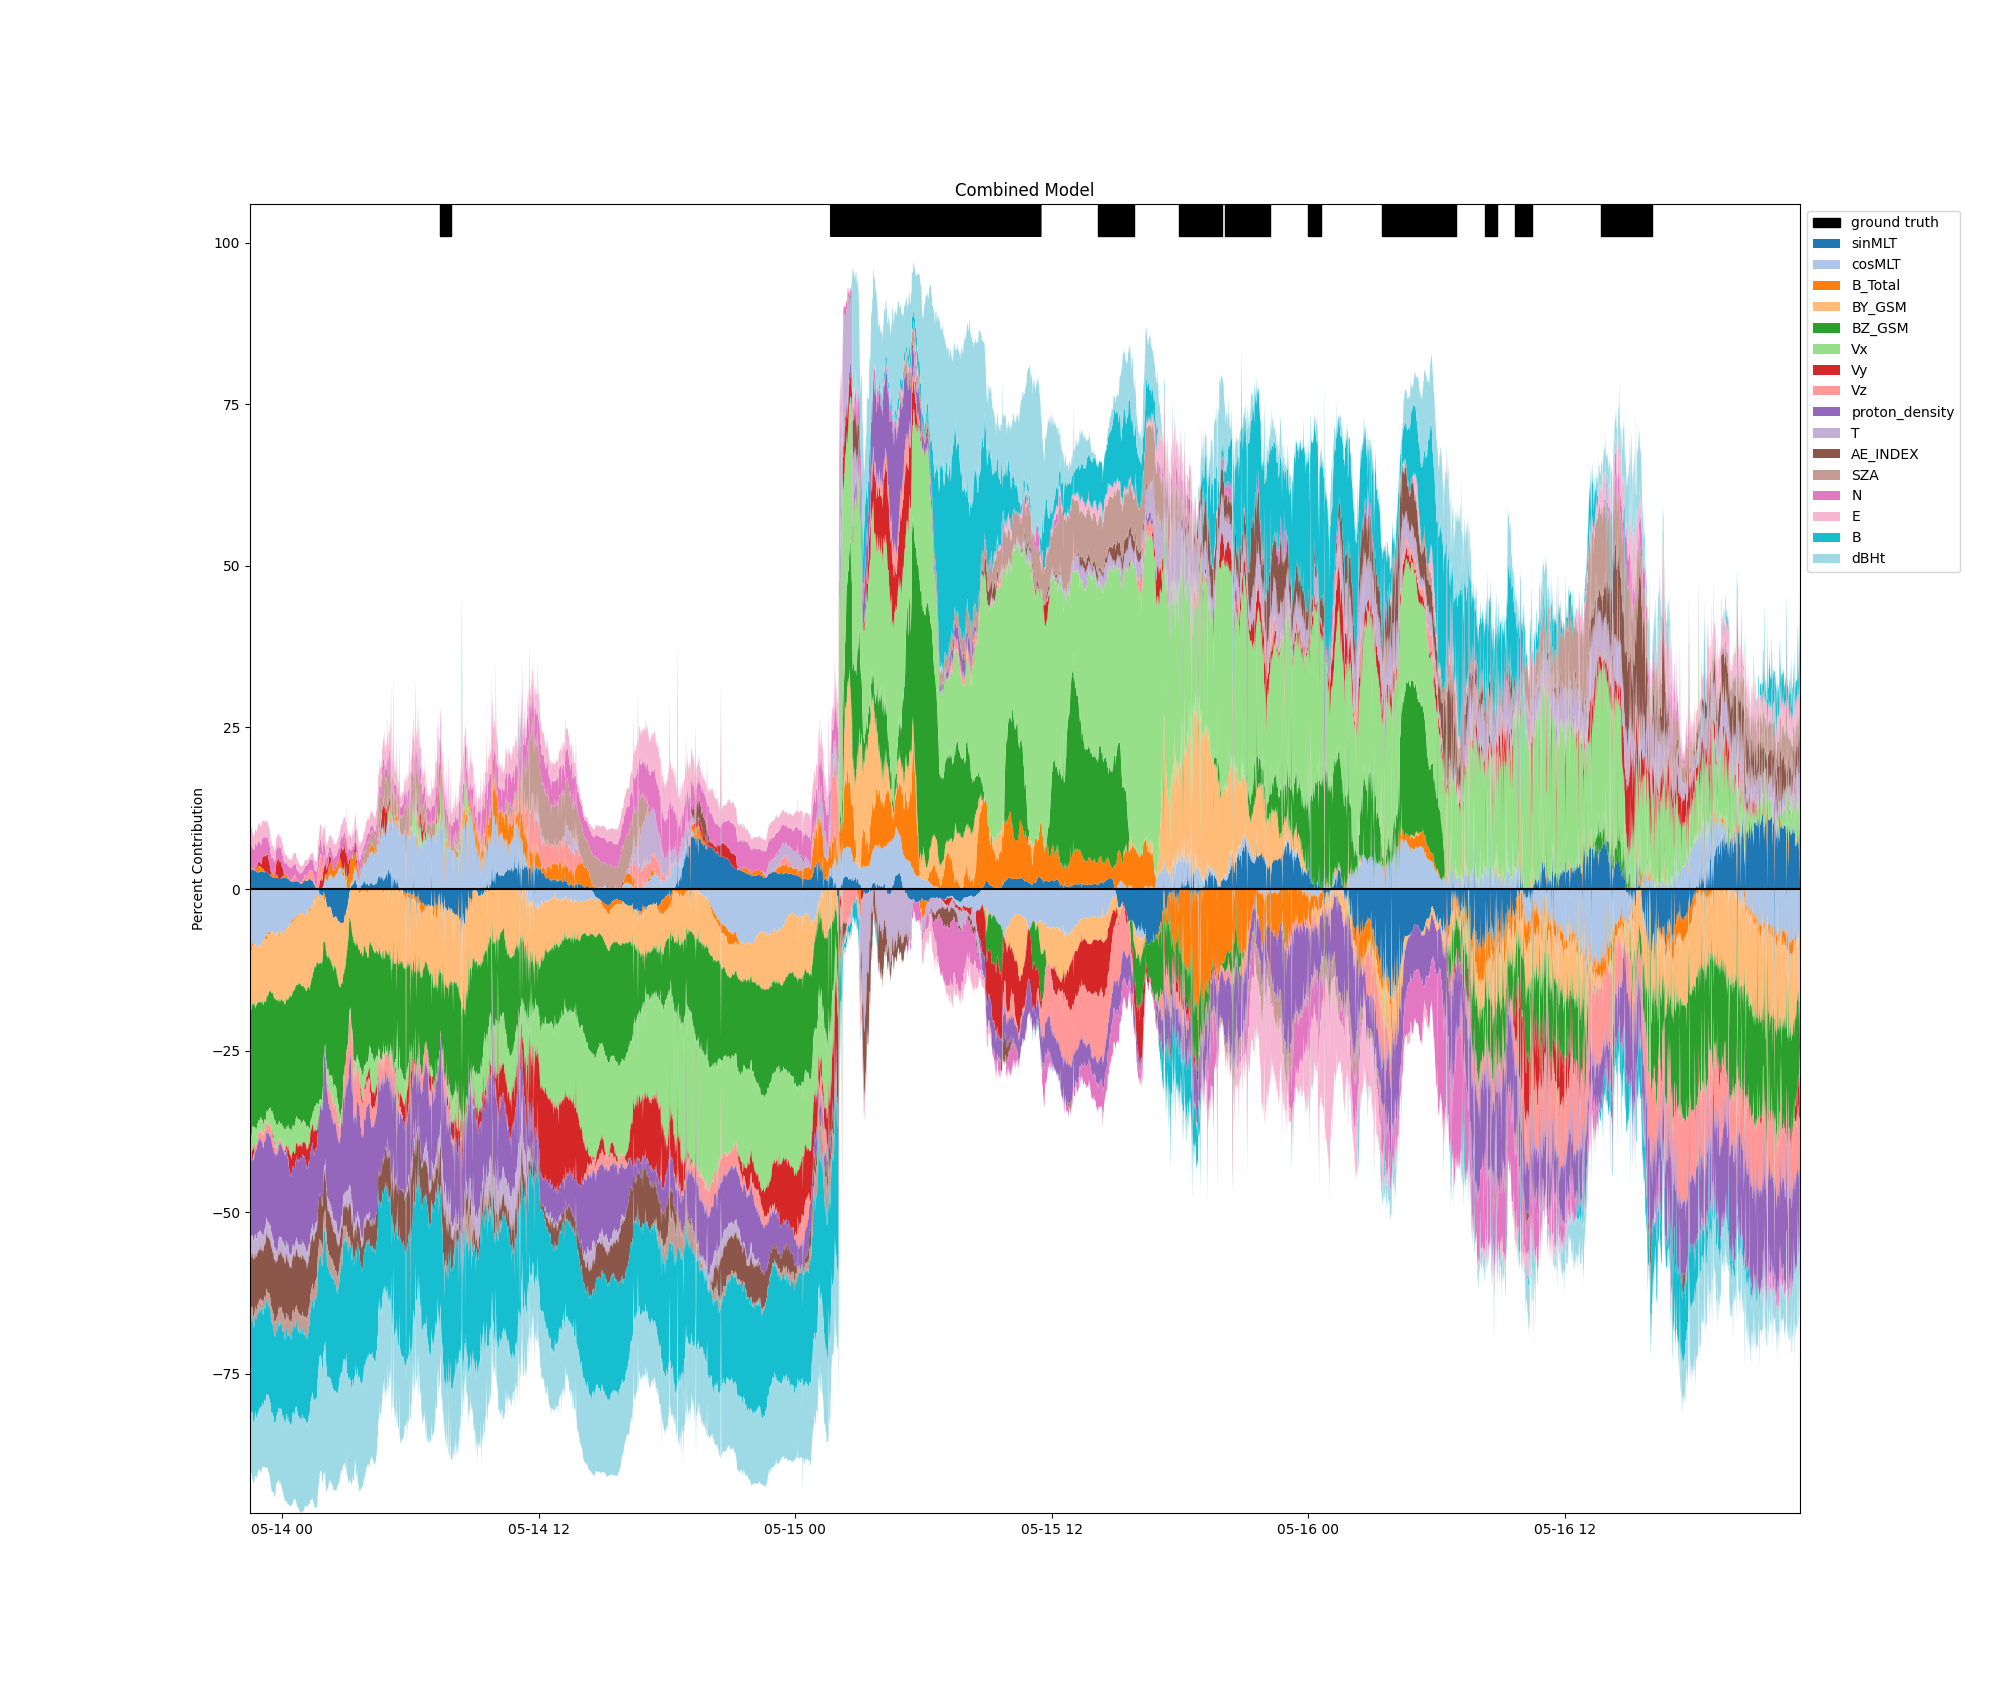 Combined Model
100
75
50
25
0
−25
−50
−75
Percent Contribution
05-14 00
05-14 12
05-15 00
05-15 12
05-16 00
05-16 12
ground truth
sinMLT
cosMLT
B_Total
BY_GSM
BZ_GSM
Vx
Vy
Vz
proton_density
T
AE_INDEX
SZA
N
E
B
dBHt